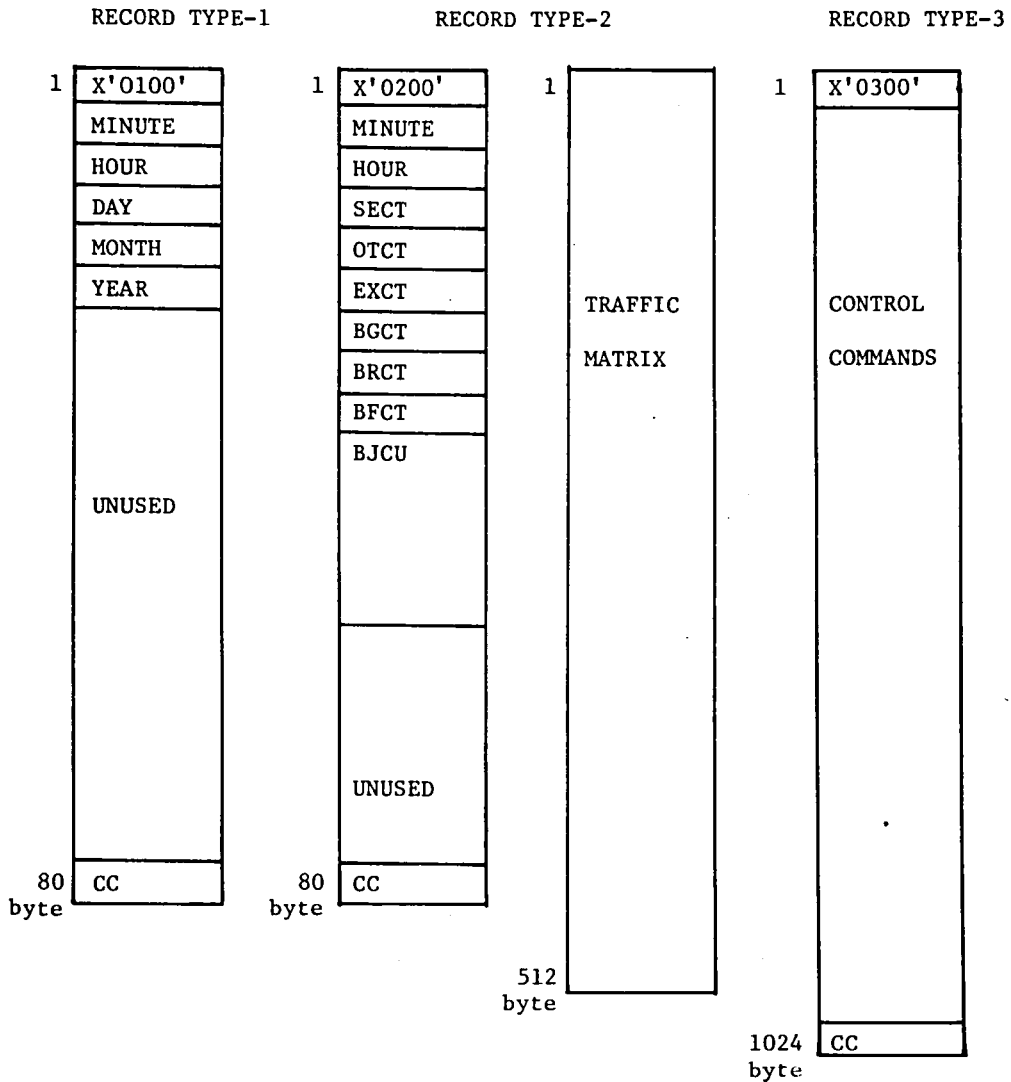 RECORD TYPE-1
RECORD TYPE-2
RECORD TYPE-3
1
X'0100'
MINUTE
HOUR
DAY
MONTH
YEAR
UNUSED
80
byte
CC
1
X'0200'
MINUTE
HOUR
SECT
OTCT
EXCT
BGCT
BRCT
BFCT
BJCU
UNUSED
80
byte
CC
1
TRAFFIC
MATRIX
512
byte
1
X'0300'
CONTROL
COMMANDS
1024
byte
CC